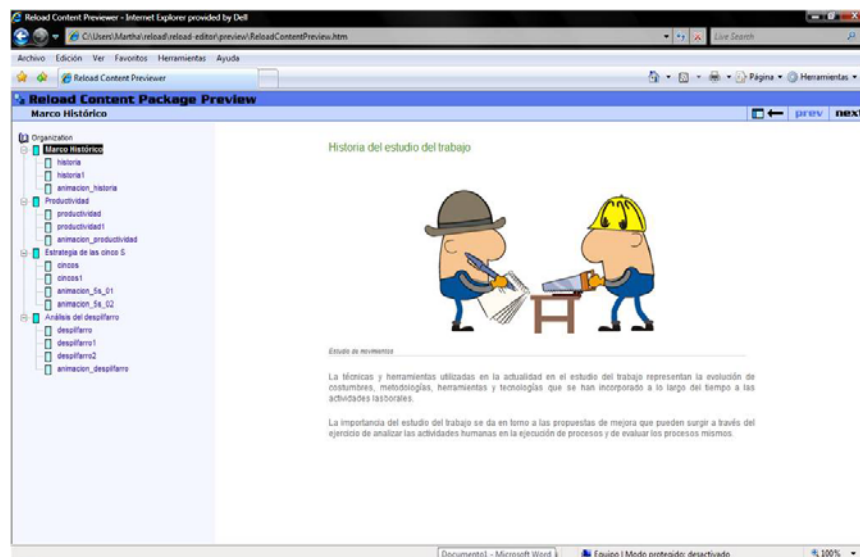 Reload Content Previewer - Internet Explorer provided by Dell
C:\Users\Martha\reload\reload-editor\preview\ReloadContentPreview.htm
Live Search
Archivo Edición Ver Favoritos Herramientas Ayuda
Reload Content Previewer
Página Herramientas
Reload Content Package Preview
Marco Histórico
prev next
Organization
Marco Histórico
historia
historia1
animacion_historia
Productividad
productividad
productividad1
animacion_productividad
Estrategia de las cinco S
cincos
cincos1
animacion_5s_01
animacion_5s_02
Análisis del despilfarro
despilfarro
despilfarro1
despilfarro2
animacion_despilfarro
Historia del estudio del trabajo
Estudio de movimientos
La técnicas y herramientas utilizadas en la actualidad en el estudio del trabajo representan la evolución de
costumbres, metodologías, herramientas y tecnologías que se han incorporado a lo largo del tiempo a las
actividades lasborales.
La importancia del estudio del trabajo se da en torno a las propuestas de mejora que pueden surgir a través del
ejercicio de analizar las actividades humanas en la ejecución de procesos y de evaluar los procesos mismos.
Documento1 - Microsoft Word
Equipo | Modo protegido: desactivado
100%